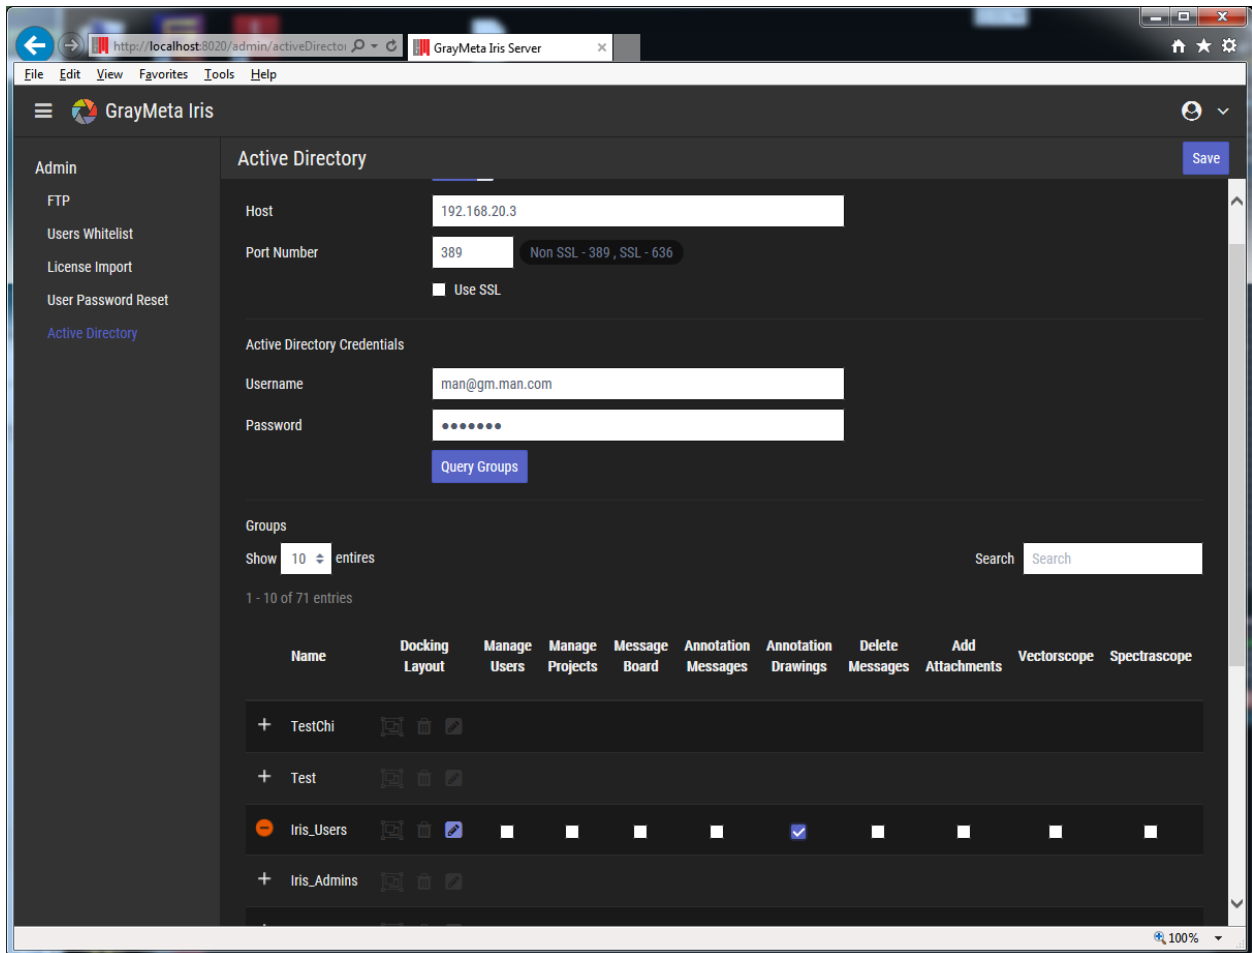 http://localhost:8020/admin/activeDirector
GrayMeta Iris Server
File Edit View Favorites Tools Help
GrayMeta Iris
Admin
FTP
Users Whitelist
License Import
User Password Reset
Active Directory
Active Directory
Save
Host 192.168.20.3
Port Number 389 Non SSL - 389 , SSL - 636
Use SSL
Active Directory Credentials
Username man@gm.man.com
Password
Query Groups
Groups
Show 10 entires Search Search
1 - 10 of 71 entries
Name Docking Layout Manage Users Manage Projects Message Board Annotation Messages Annotation Drawings Delete Messages Add Attachments Vectorscope Spectrascope
TestChi
Test
Iris_Users
Iris_Admins
100%